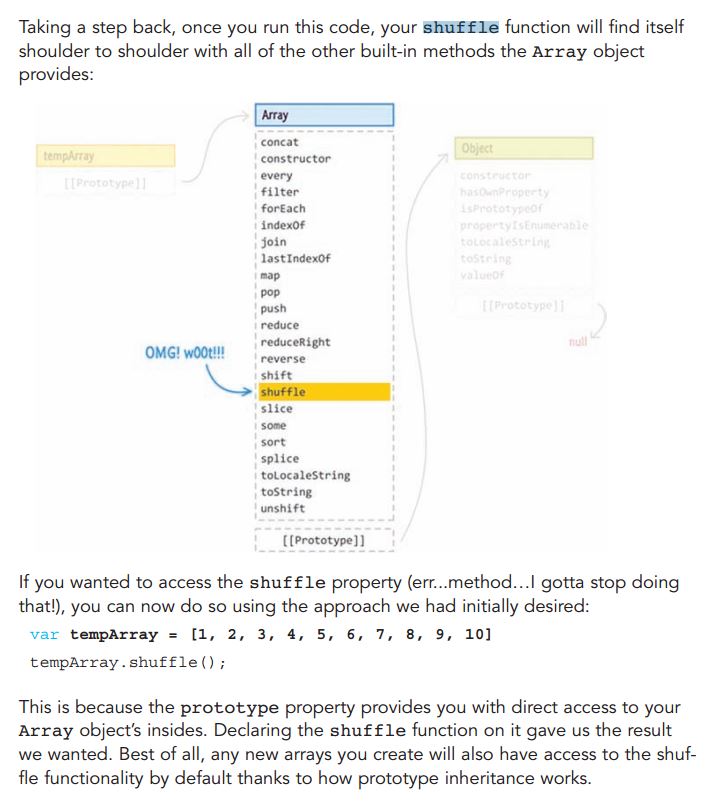 Taking a step back, once you run this code, your shuffle function will find itself
shoulder to shoulder with all of the other built-in methods the Array object
provides:
tempArray
[[Prototype]]
Array
concat
constructor
every
filter
forEach
indexOf
join
lastIndexOf
map
pop
push
reduce
reduceRight
reverse
shift
shuffle
slice
some
sort
splice
toLocaleString
toString
unshift
[[Prototype]]
OMG! w00t!!!
Object
constructor
hasOwnProperty
isPrototypeOf
propertyIsEnumerable
toLocaleString
toString
valueOf
[[Prototype]]
null
If you wanted to access the shuffle property (err...method...I gotta stop doing
that!), you can now do so using the approach we had initially desired:
var tempArray = [1, 2, 3, 4, 5, 6, 7, 8, 9, 10]
tempArray.shuffle();
This is because the prototype property provides you with direct access to your
Array object’s insides. Declaring the shuffle function on it gave us the result
we wanted. Best of all, any new arrays you create will also have access to the shuf-
fle functionality by default thanks to how prototype inheritance works.